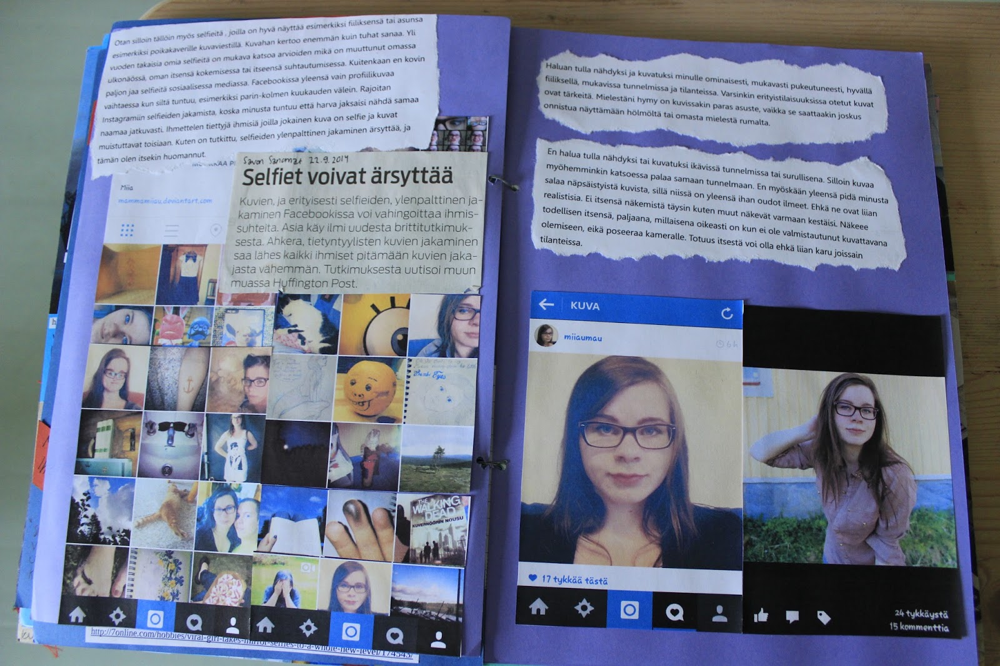 Otan silloin tällöin myös selfieitä , joilla on hyvä näyttää esimerkiksi fiiliksensä tai asunsa
esimerkiksi poikakaverille kuvaviestillä. Kuvahan kertoo enemmän kuin tuhat sanaa. Yli
vuoden takaisia omia selfieitä on mukava katsoa arvioiden mikä on muuttunut omassa
ulkonäössä, oman itsensä kokemisessa tai itseensä suhtautumisessa. Kuitenkaan en kovin
paljon jaa selfieitä sosiaalisessa mediassa. Facebookissa yleensä vain profiilikuvaa
vaihtaessa kun siltä tuntuu, esimerkiksi parin-kolmen kuukauden välein. Rajoitan
Instagramiin selfieiden jakamista, koska minusta tuntuu että harva jaksaisi nähdä samaa
naamaa jatkuvasti. Ihmettelen tiettyjä ihmisiä joilla jokainen kuva on selfie ja kuvat
muistuttavat toisiaan. Kuten on tutkittu, selfieiden ylenpalttinen jakaminen ärsyttää, ja
tämän olen itsekin huomannut.
Miia
mammamiiau.deviantart.com
Savon Sanomat 22.9.2014
Selfiet voivat ärsyttää
Kuvien, ja erityisesti selfieiden, ylenpalttinen ja-
kaminen Facebookissa voi vahingoittaa ihmis-
suhteita. Asia käy ilmi uudesta brittitutkimuk-
sesta. Ahkera, tietyntyylisten kuvien jakaminen
saa lähes kaikki ihmiset pitämään kuvien jaka-
jasta vähemmän. Tutkimuksesta uutisoi muun
muassa Huffington Post.
THE
WALKING
DEAD
KUVERNÖÖRIN NOUSU
http://7online.com/hobbies/viral-girl-takes-mirror-selfies-to-a-whole-new-level/174543/
Haluan tulla nähdyksi ja kuvatuksi minulle ominaisesti, mukavasti pukeutuneesti, hyvällä
fiiliksellä, mukavissa tunnelmissa ja tilanteissa. Varsinkin erityistilaisuuksissa otetut kuvat
ovat tärkeitä. Mielestäni hymy on kuvissakin paras asuste, vaikka se saattaakin joskus
onnistua näyttämään hölmöltä tai omasta mielestä rumalta.
En halua tulla nähdyksi tai kuvatuksi ikävissä tunnelmissa tai surullisena. Silloin kuvaa
myöhemminkin katsoessa palaa samaan tunnelmaan. En myöskään yleensä pidä minusta
salaa näpsäistyistä kuvista, sillä niissä on yleensä ihan oudot ilmeet. Ehkä ne ovat liian
realistisia. Ei itsensä näkemistä täysin kuten muut näkevät varmaan kestäisi. Näkeee
todellisen itsensä, paljaana, millaisena oikeasti on kun ei ole valmistautunut kuvattavana
olemiseen, eikä poseeraa kameralle. Totuus itsestä voi olla ehkä liian karu joissain
tilanteissa.
KUVA
miiaumau
6 h
17 tykkää tästä
24 tykkäystä
15 kommenttia